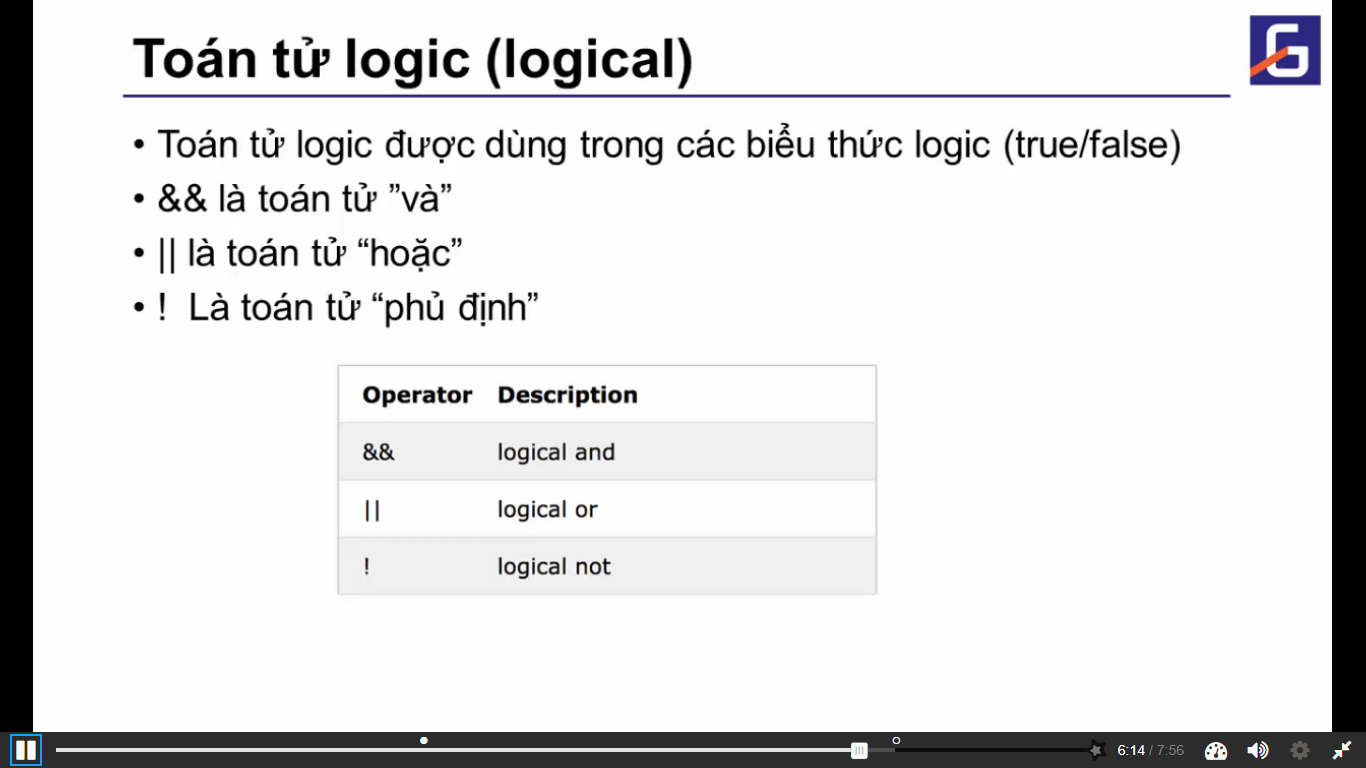 Toán tử logic (logical)
• Toán tử logic được dùng trong các biểu thức logic (true/false)
• && là toán tử ”và”
• || là toán tử “hoặc”
• ! Là toán tử “phủ định”
Operator Description
&& logical and
|| logical or
! logical not
6:14 / 7:56